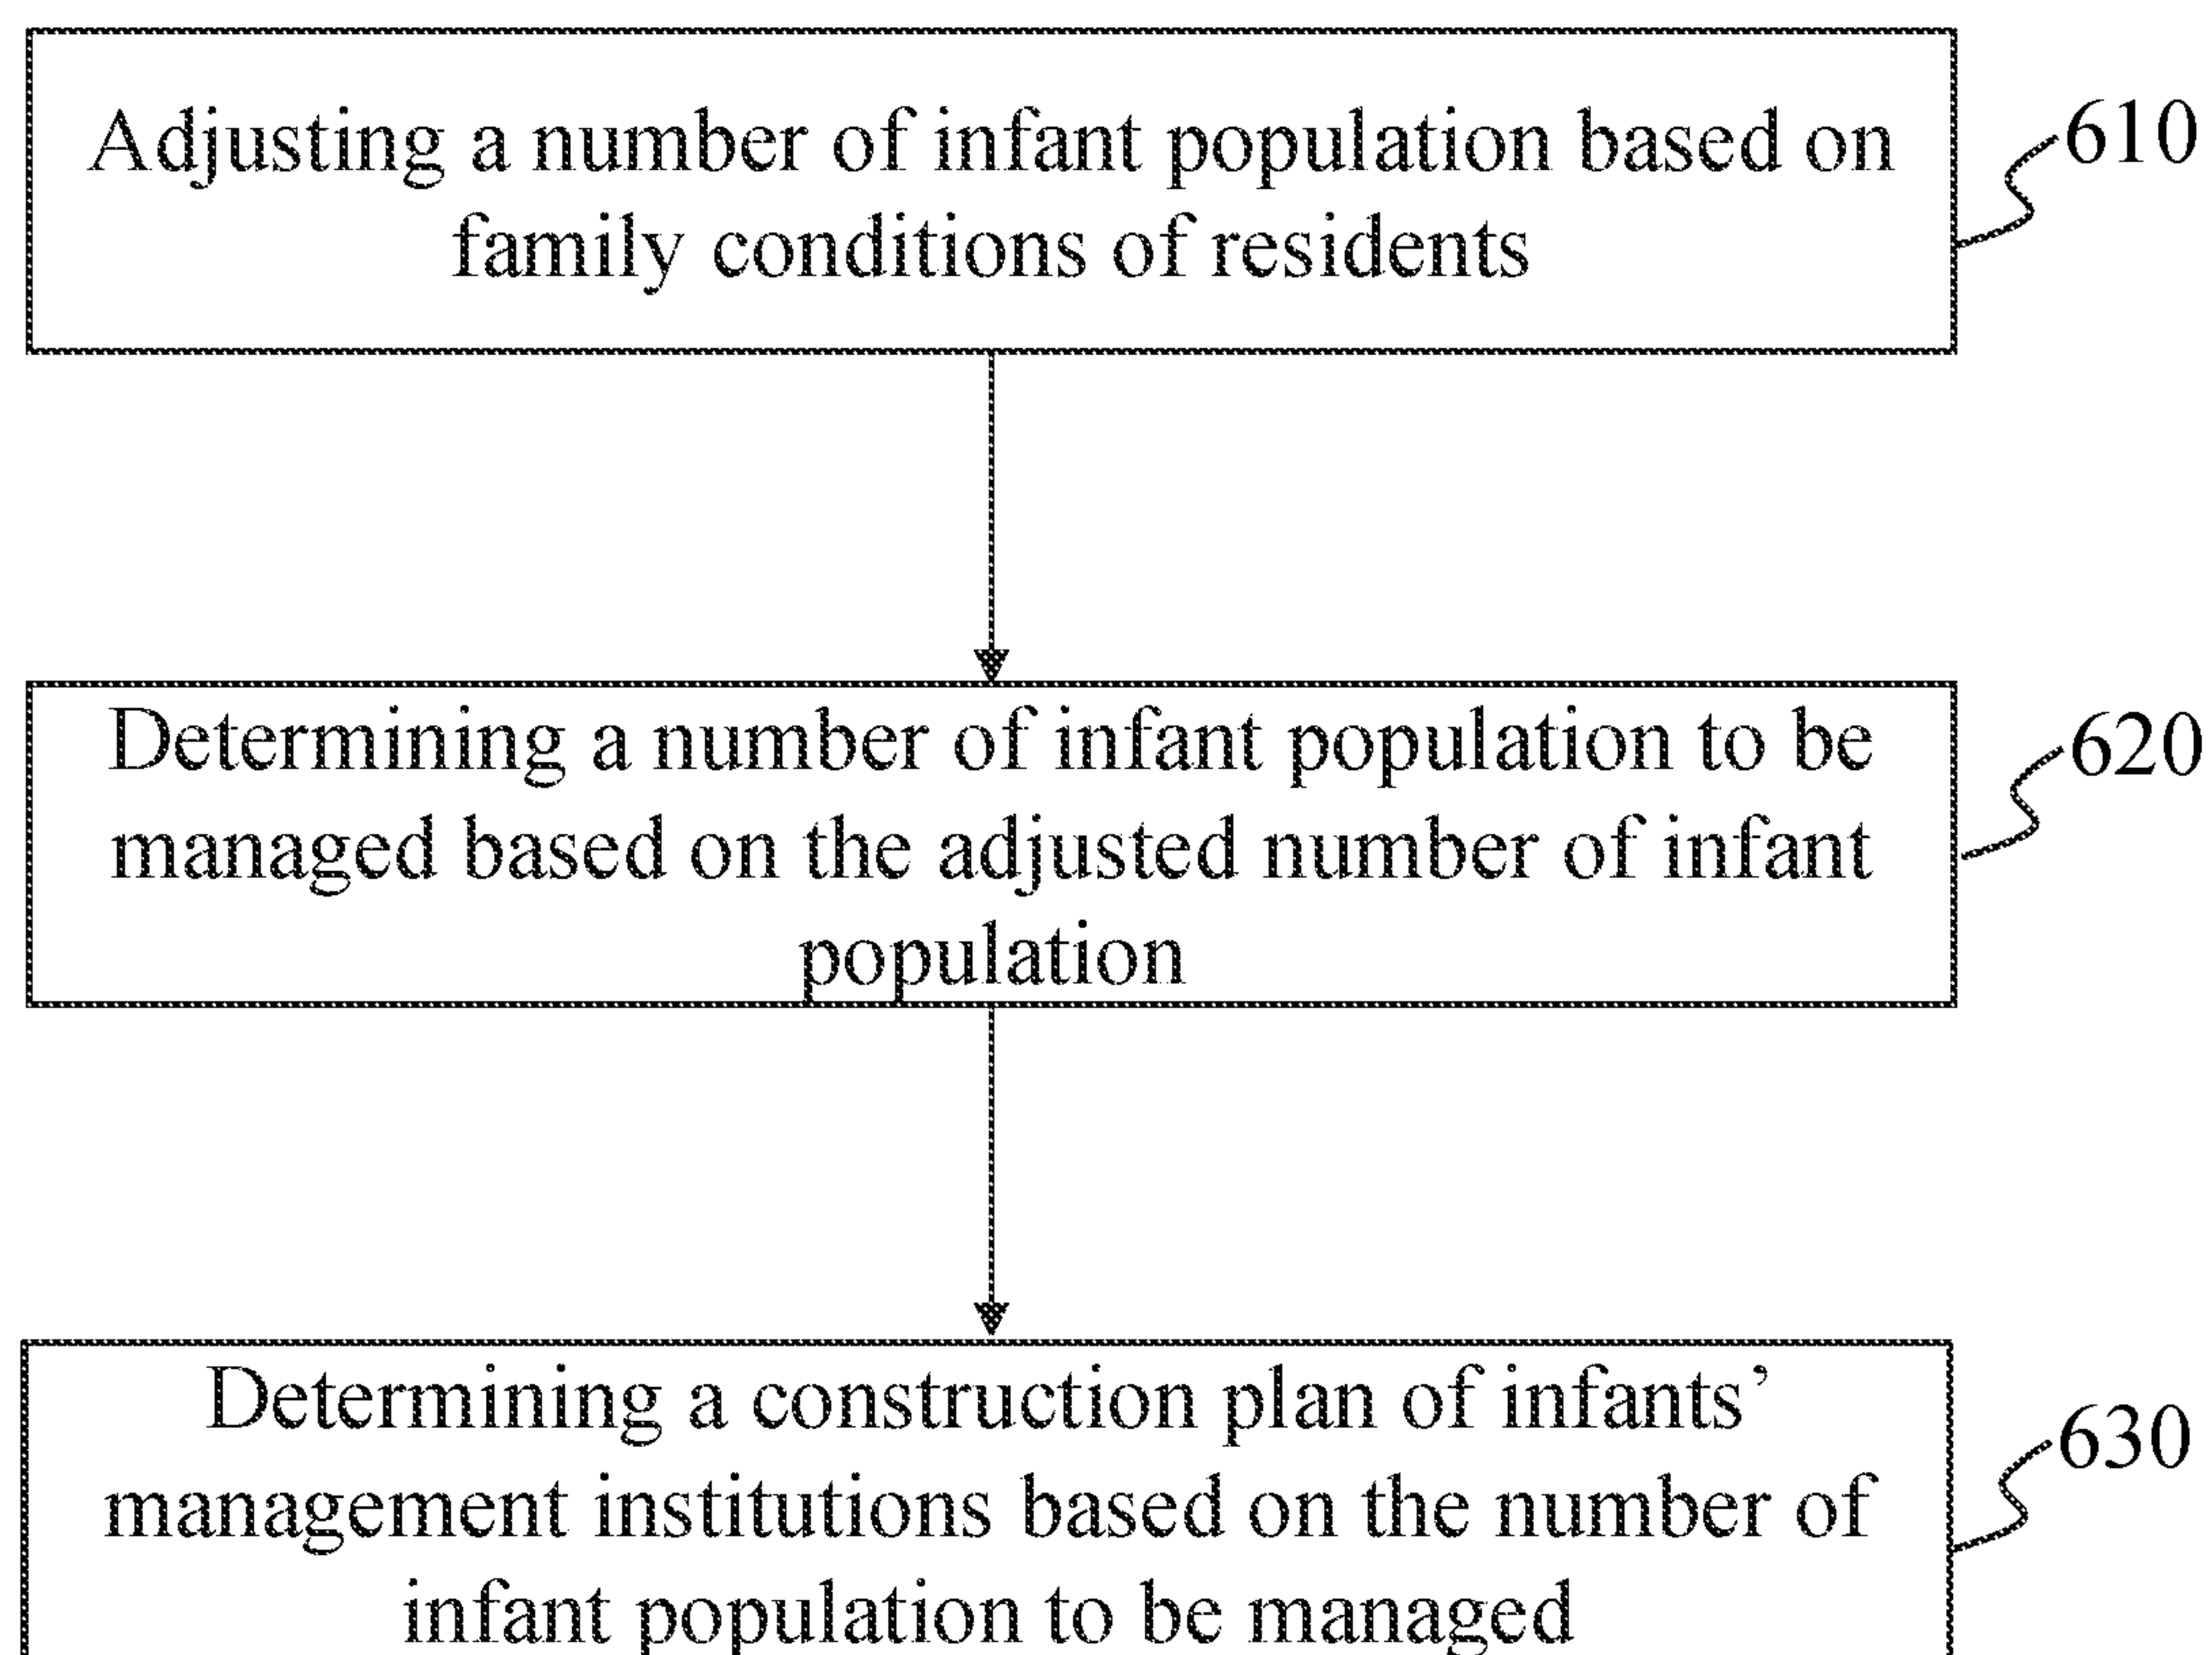 Adjusting a number of infant population based on
family conditions of residents
610
Determining a number of infant population to be
managed based on the adjusted number of infant
population
620
Determining a construction plan of infants’
management institutions based on the number of
infant population to be managed
630